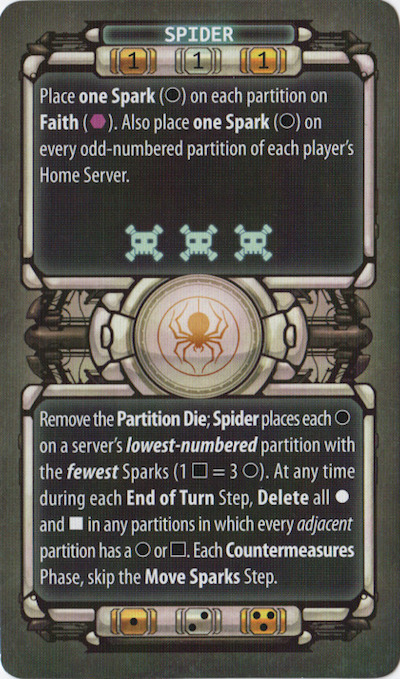 SPIDER
1 1 1
Place one Spark (○) on each partition on
Faith (⬢). Also place one Spark (○) on
every odd-numbered partition of each player's
Home Server.
Remove the Partition Die; Spider places each ○
on a server's lowest-numbered partition with
the fewest Sparks (1 □ = 3 ○). At any time
during each End of Turn Step, Delete all ●
and ■ in any partitions in which every adjacent
partition has a ○ or □. Each Countermeasures
Phase, skip the Move Sparks Step.